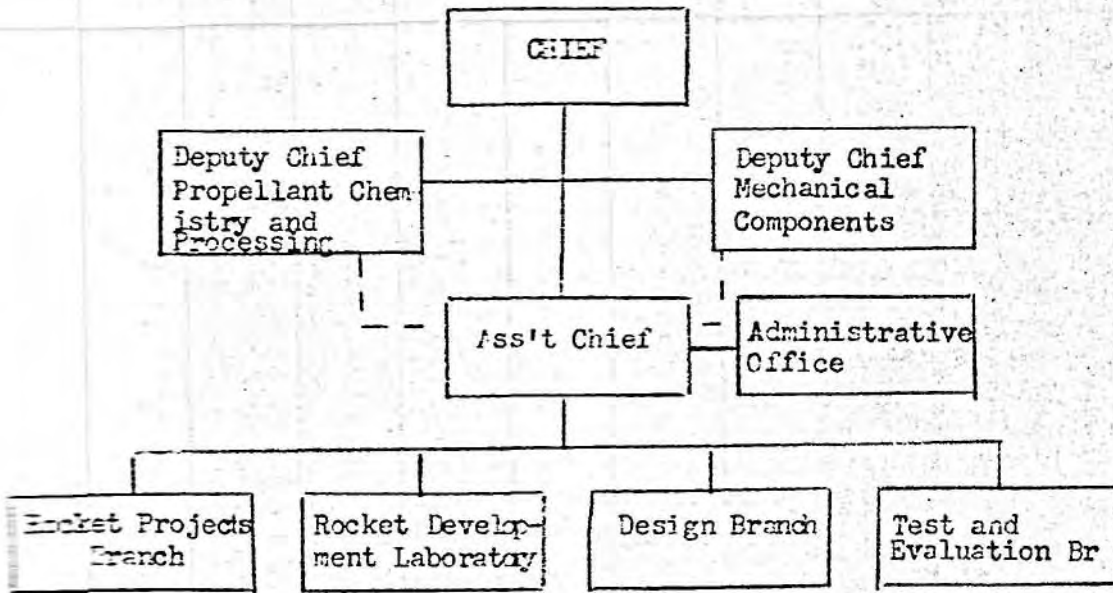 CHIEF
Deputy Chief
Propellant Chem
istry and
Processing
Deputy Chief
Mechanical
Components
Ass't Chief
Administrative
Office
Rocket Projects
Branch
Rocket Develop-
ment Laboratory
Design Branch
Test and
Evaluation Br